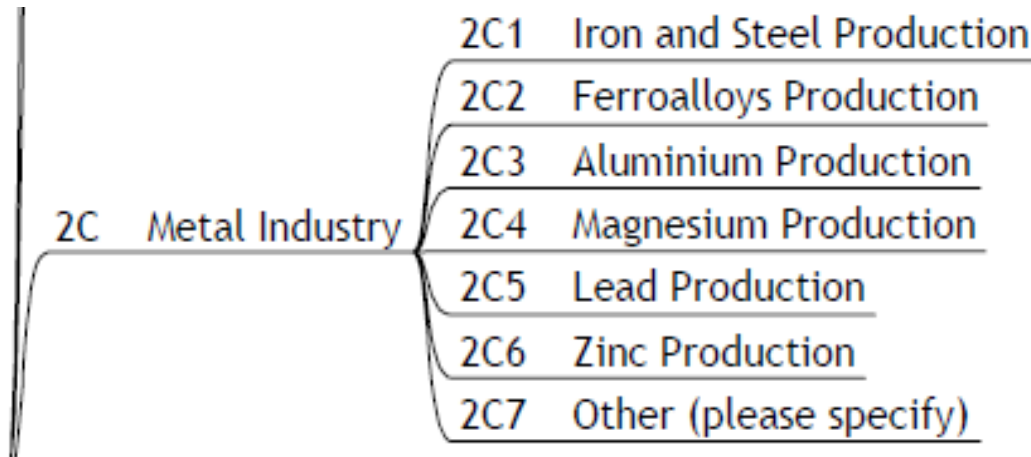 2C1 Iron and Steel Production
2C2 Ferroalloys Production
2C3 Aluminium Production
2C Metal Industry
2C4 Magnesium Production
2C5 Lead Production
2C6 Zinc Production
2C7 Other (please specify)